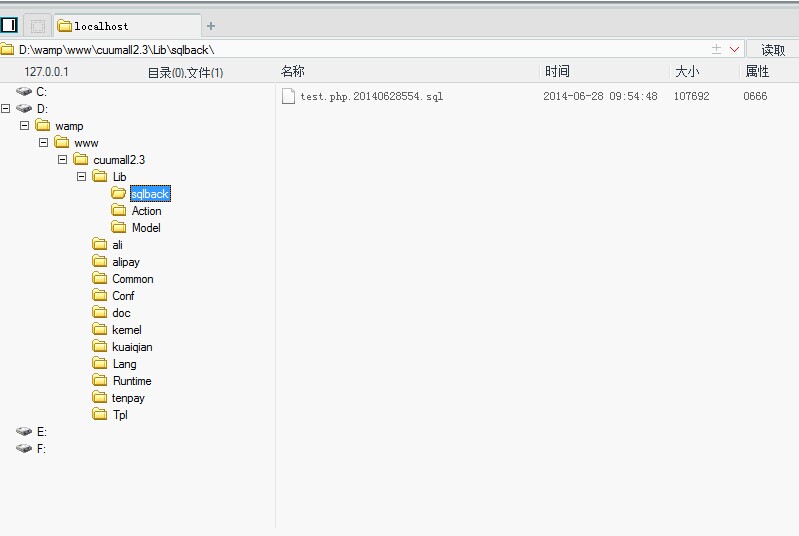 localhost
D:\wamp\www\cuumall2.3\Lib\sqlback\ 读取
127.0.0.1 目录(0),文件(1) 名称 时间 大小 属性
test.php.20140628554.sql 2014-06-28 09:54:48 107692 0666
C:
D:
wamp
www
cuumall2.3
Lib
sqlback
Action
Model
ali
alipay
Common
Conf
doc
kernel
kuaiqian
Lang
Runtime
tenpay
Tpl
E:
F: